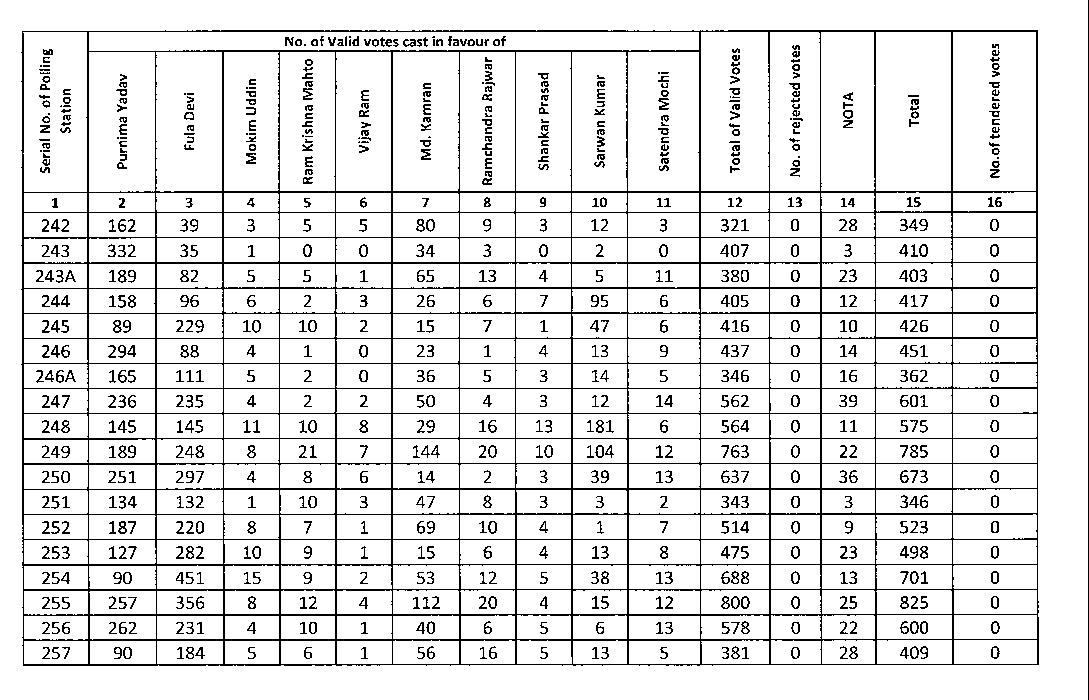 No. of Valid votes cast in favour of
Serial No. of Polling Station
Purnima Yadav
Fula Devi
Mokim Uddin
Ram Krishna Mahto
Vijay Ram
Md. Kamran
Ramchandra Rajwar
Shankar Prasad
Sarwan Kumar
Satendra Mochi
Total of Valid Votes
No. of rejected votes
NOTA
Total
No.of tendered votes
1 2 3 4 5 6 7 8 9 10 11 12 13 14 15 16
242 162 39 3 5 5 80 9 3 12 3 321 0 28 349 0
243 332 35 1 0 0 34 3 0 2 0 407 0 3 410 0
243A 189 82 5 5 1 65 13 4 5 11 380 0 23 403 0
244 158 96 6 2 3 26 6 7 95 6 405 0 12 417 0
245 89 229 10 10 2 15 7 1 47 6 416 0 10 426 0
246 294 88 4 1 0 23 1 4 13 9 437 0 14 451 0
246A 165 111 5 2 0 36 5 3 14 5 346 0 16 362 0
247 236 235 4 2 2 50 4 3 12 14 562 0 39 601 0
248 145 145 11 10 8 29 16 13 181 6 564 0 11 575 0
249 189 248 8 21 7 144 20 10 104 12 763 0 22 785 0
250 251 297 4 8 6 14 2 3 39 13 637 0 36 673 0
251 134 132 1 10 3 47 8 3 3 2 343 0 3 346 0
252 187 220 8 7 1 69 10 4 1 7 514 0 9 523 0
253 127 282 10 9 1 15 6 4 13 8 475 0 23 498 0
254 90 451 15 9 2 53 12 5 38 13 688 0 13 701 0
255 257 356 8 12 4 112 20 4 15 12 800 0 25 825 0
256 262 231 4 10 1 40 6 5 6 13 578 0 22 600 0
257 90 184 5 6 1 56 16 5 13 5 381 0 28 409 0